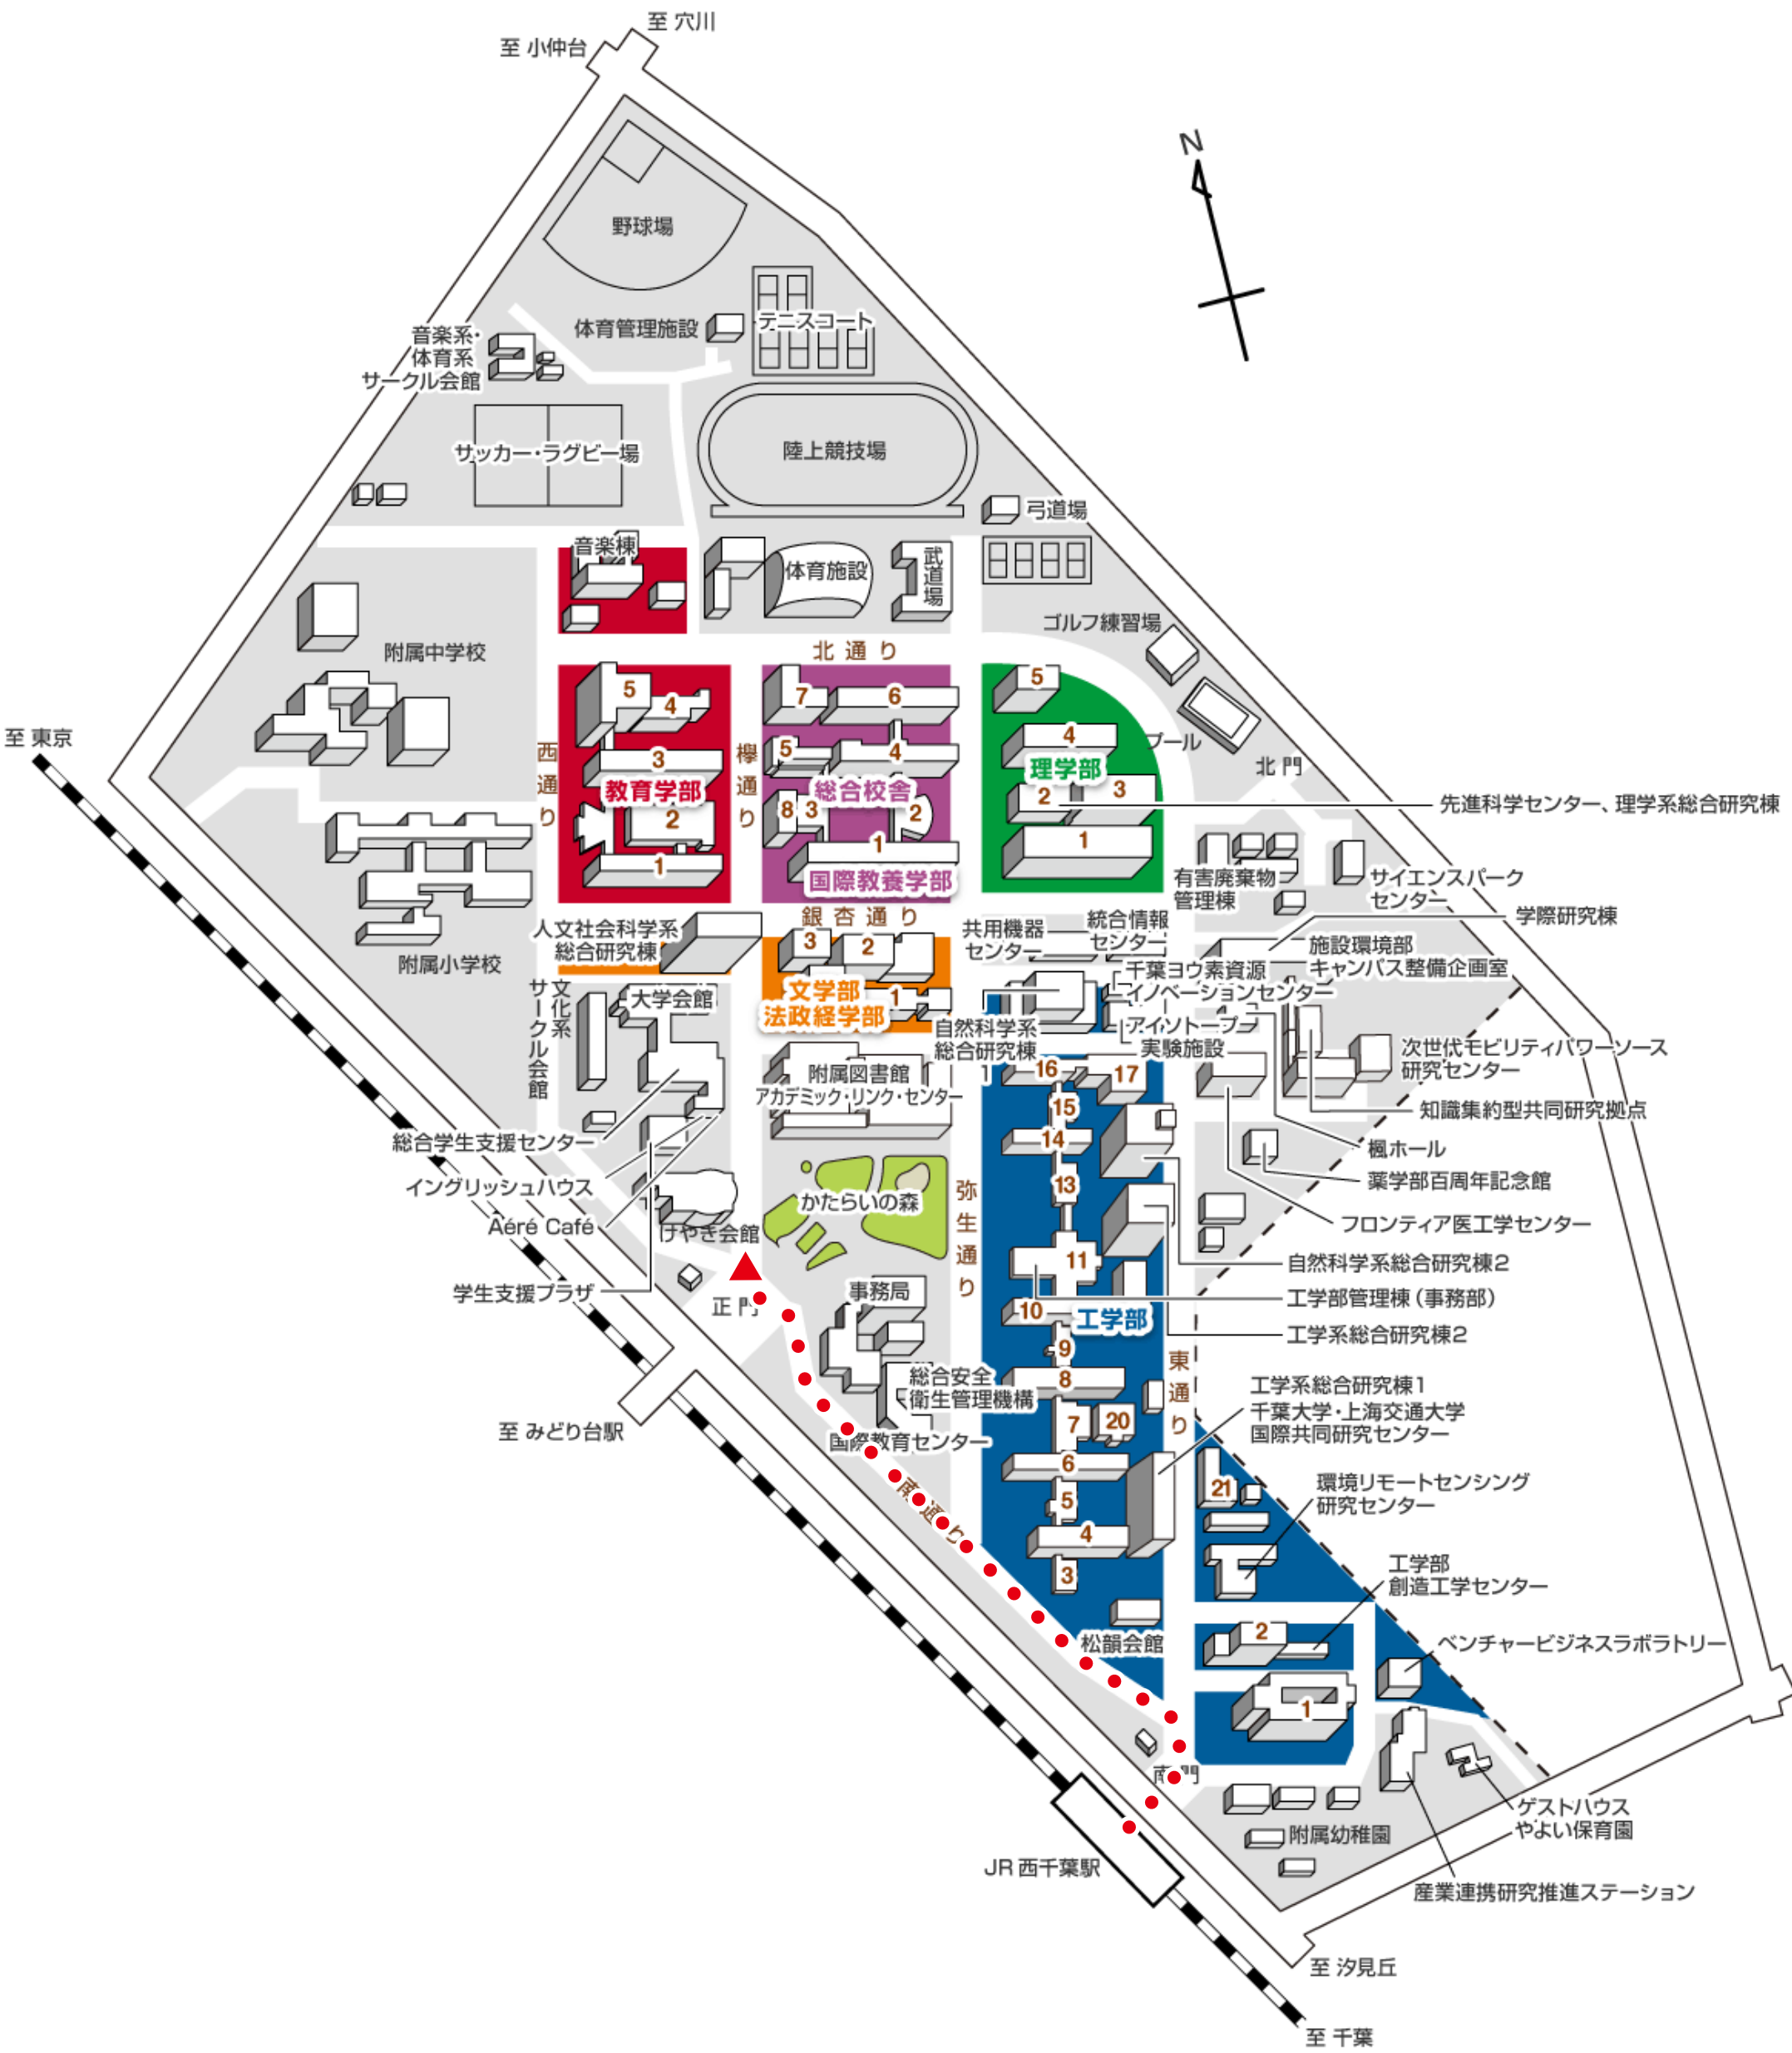 至 穴川
至 小仲台
N
野球場
体育管理施設
テニスコート
音楽系・
体育系
サークル会館
サッカー・ラグビー場
陸上競技場
弓道場
音楽棟
体育施設
武道場
ゴルフ練習場
附属中学校
北通り
プール
北門
至 東京
西通り
5
4
3
教育学部
2
1
欅通り
7
6
5
4
総合校舎
8
3
2
1
国際教養学部
5
4
理学部
2
3
1
先進科学センター、理学系総合研究棟
有害廃棄物
管理棟
サイエンスパーク
センター
学際研究棟
銀杏通り
人文社会科学系
総合研究棟
附属小学校
3
2
文学部
1
法政経学部
共用機器
センター
統合情報
センター
施設環境部
キャンパス整備企画室
千葉ヨウ素資源
イノベーションセンター
アイソトープ
実験施設
自然科学系
総合研究棟
1
文化系
サークル会館
大学会館
附属図書館
アカデミック・リンク・センター
次世代モビリティパワーソース
研究センター
知識集約型共同研究拠点
楓ホール
薬学部百周年記念館
フロンティア医工学センター
総合学生支援センター
イングリッシュハウス
Aéré Café
学生支援プラザ
けやき会館
かたらいの森
弥生通り
正門
事務局
総合安全
衛生管理機構
国際教育センター
16
17
15
14
13
11
10
工学部
9
8
7
20
6
5
4
3
自然科学系総合研究棟2
工学部管理棟（事務部）
工学系総合研究棟2
東通り
工学系総合研究棟1
千葉大学・上海交通大学
国際共同研究センター
21
環境リモートセンシング
研究センター
工学部
創造工学センター
2
ベンチャービジネスラボラトリー
1
至 みどり台駅
南通り
松韻会館
南門
JR 西千葉駅
附属幼稚園
ゲストハウス
やよい保育園
産業連携研究推進ステーション
至 汐見丘
至 千葉